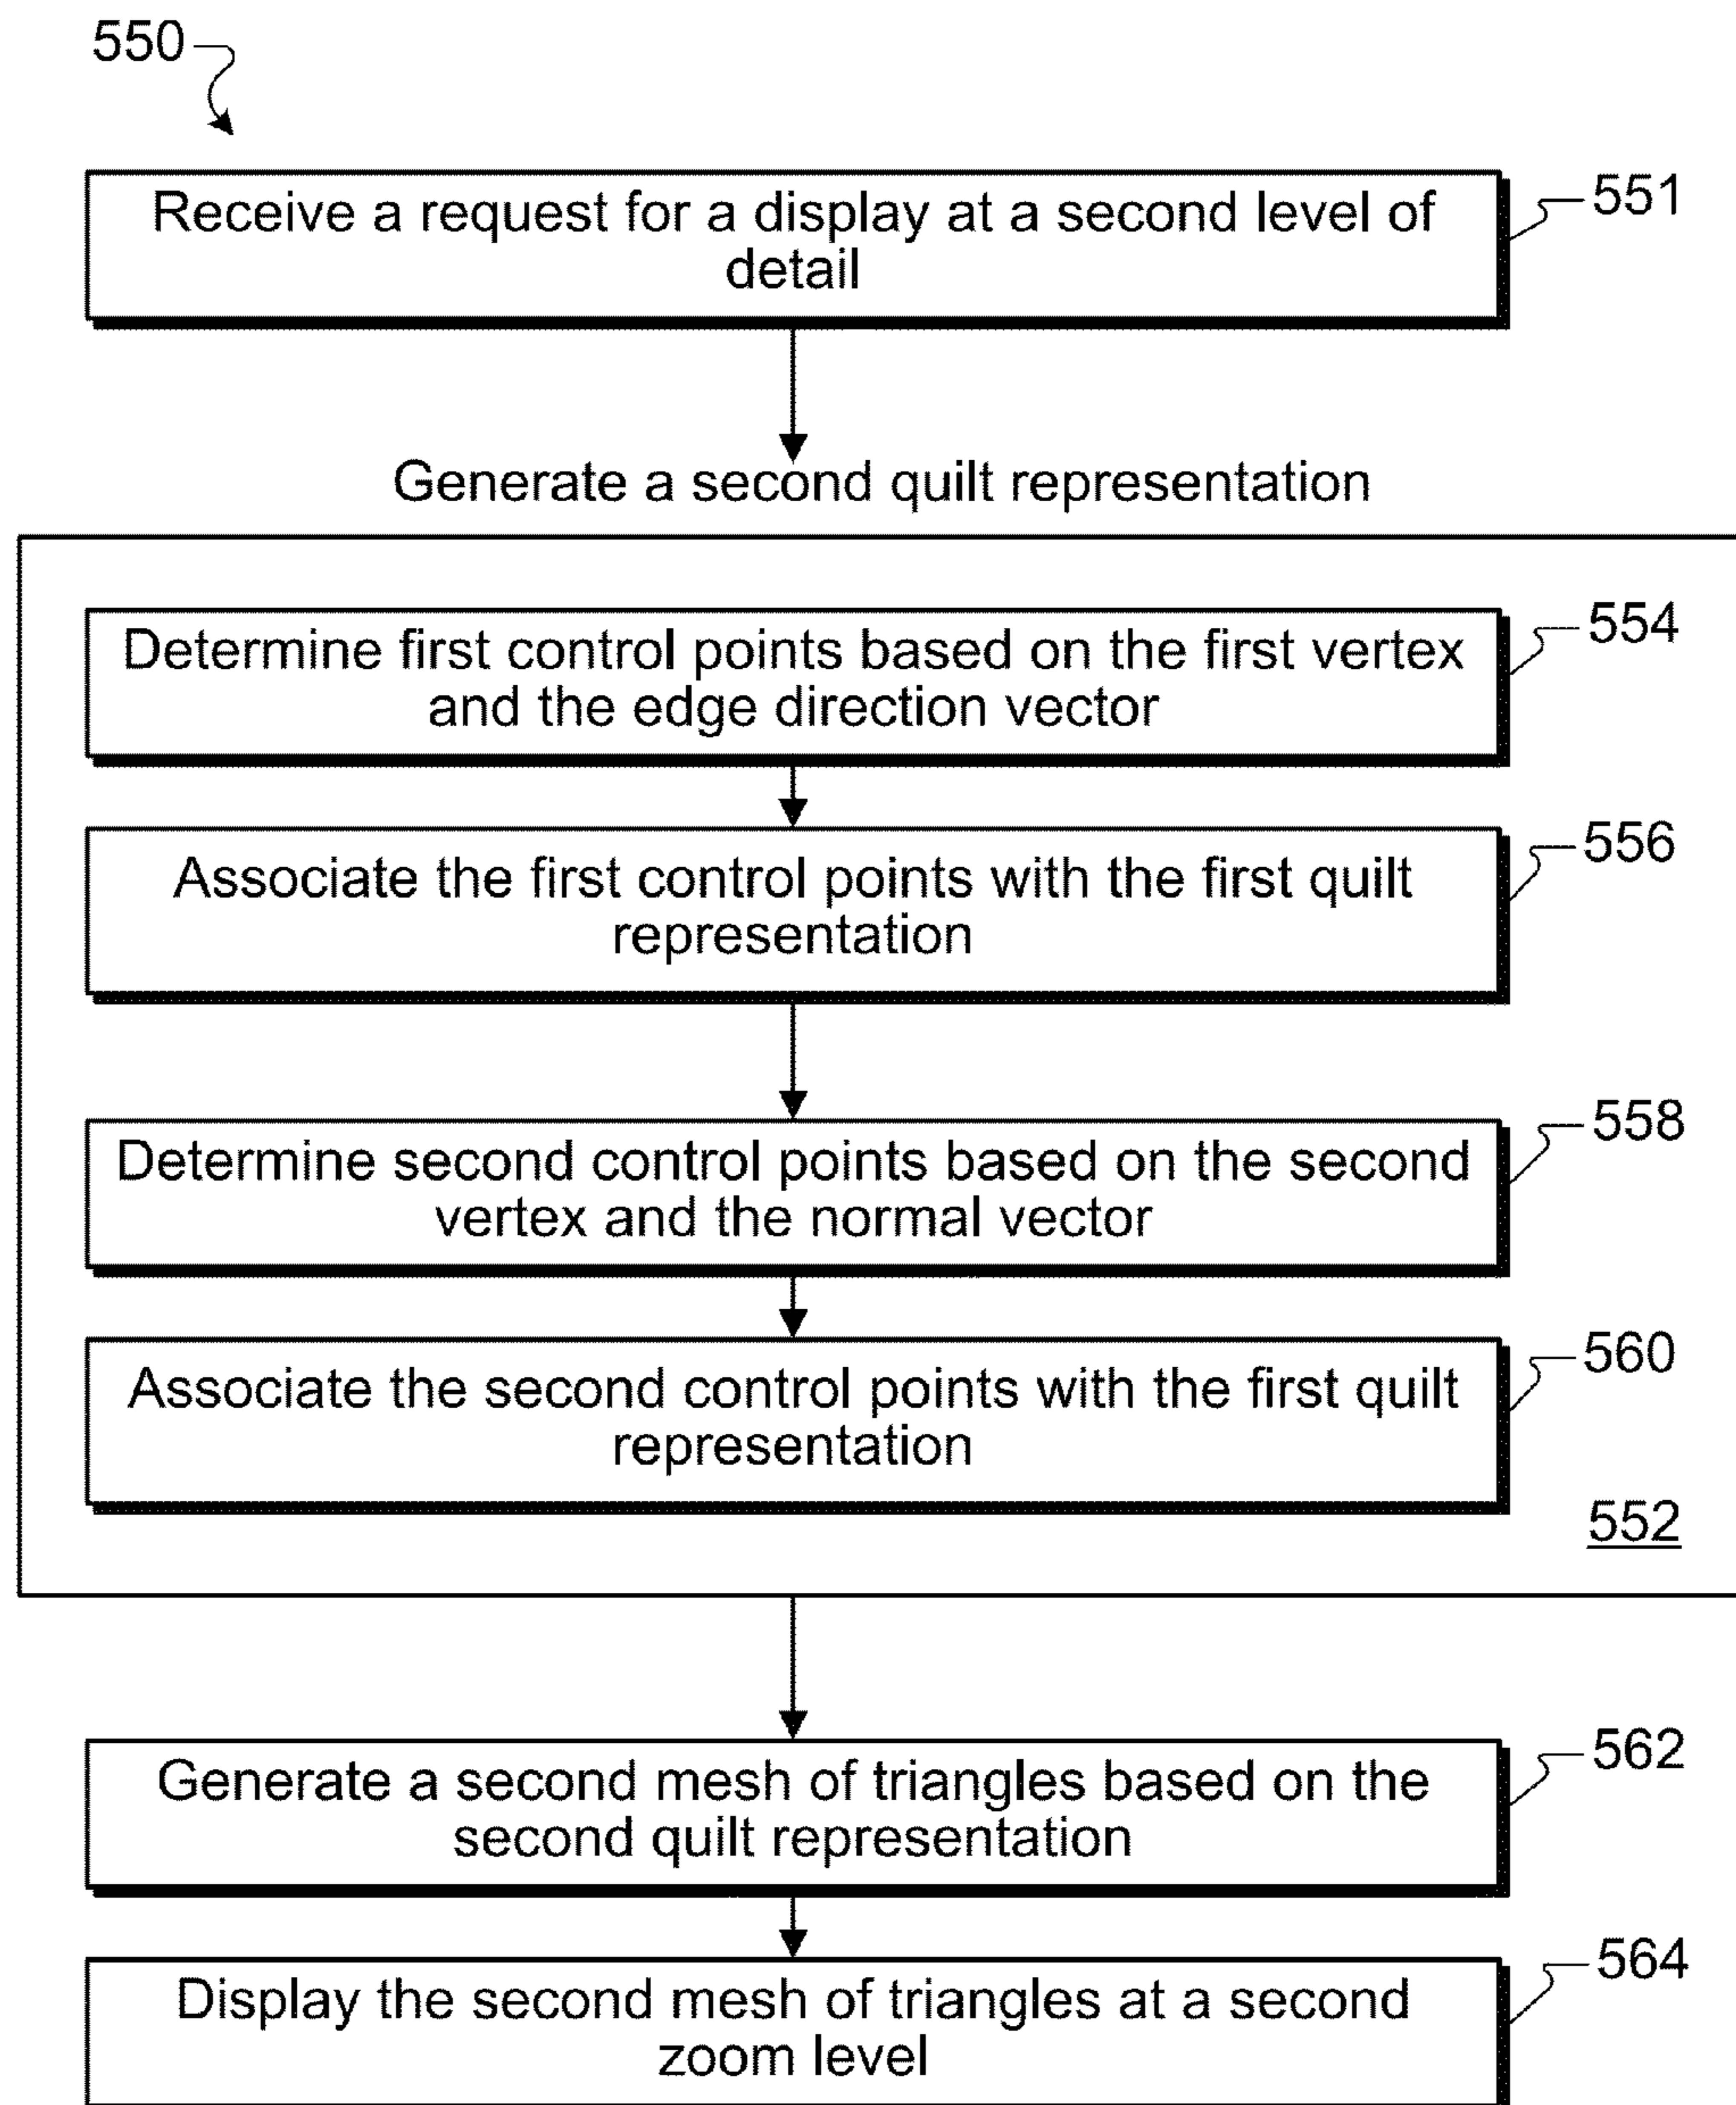 550
Receive a request for a display at a second level of
detail
551
Generate a second quilt representation
Determine first control points based on the first vertex
and the edge direction vector
554
Associate the first control points with the first quilt
representation
556
Determine second control points based on the second
vertex and the normal vector
558
Associate the second control points with the first quilt
representation
560
552
Generate a second mesh of triangles based on the
second quilt representation
562
Display the second mesh of triangles at a second
zoom level
564